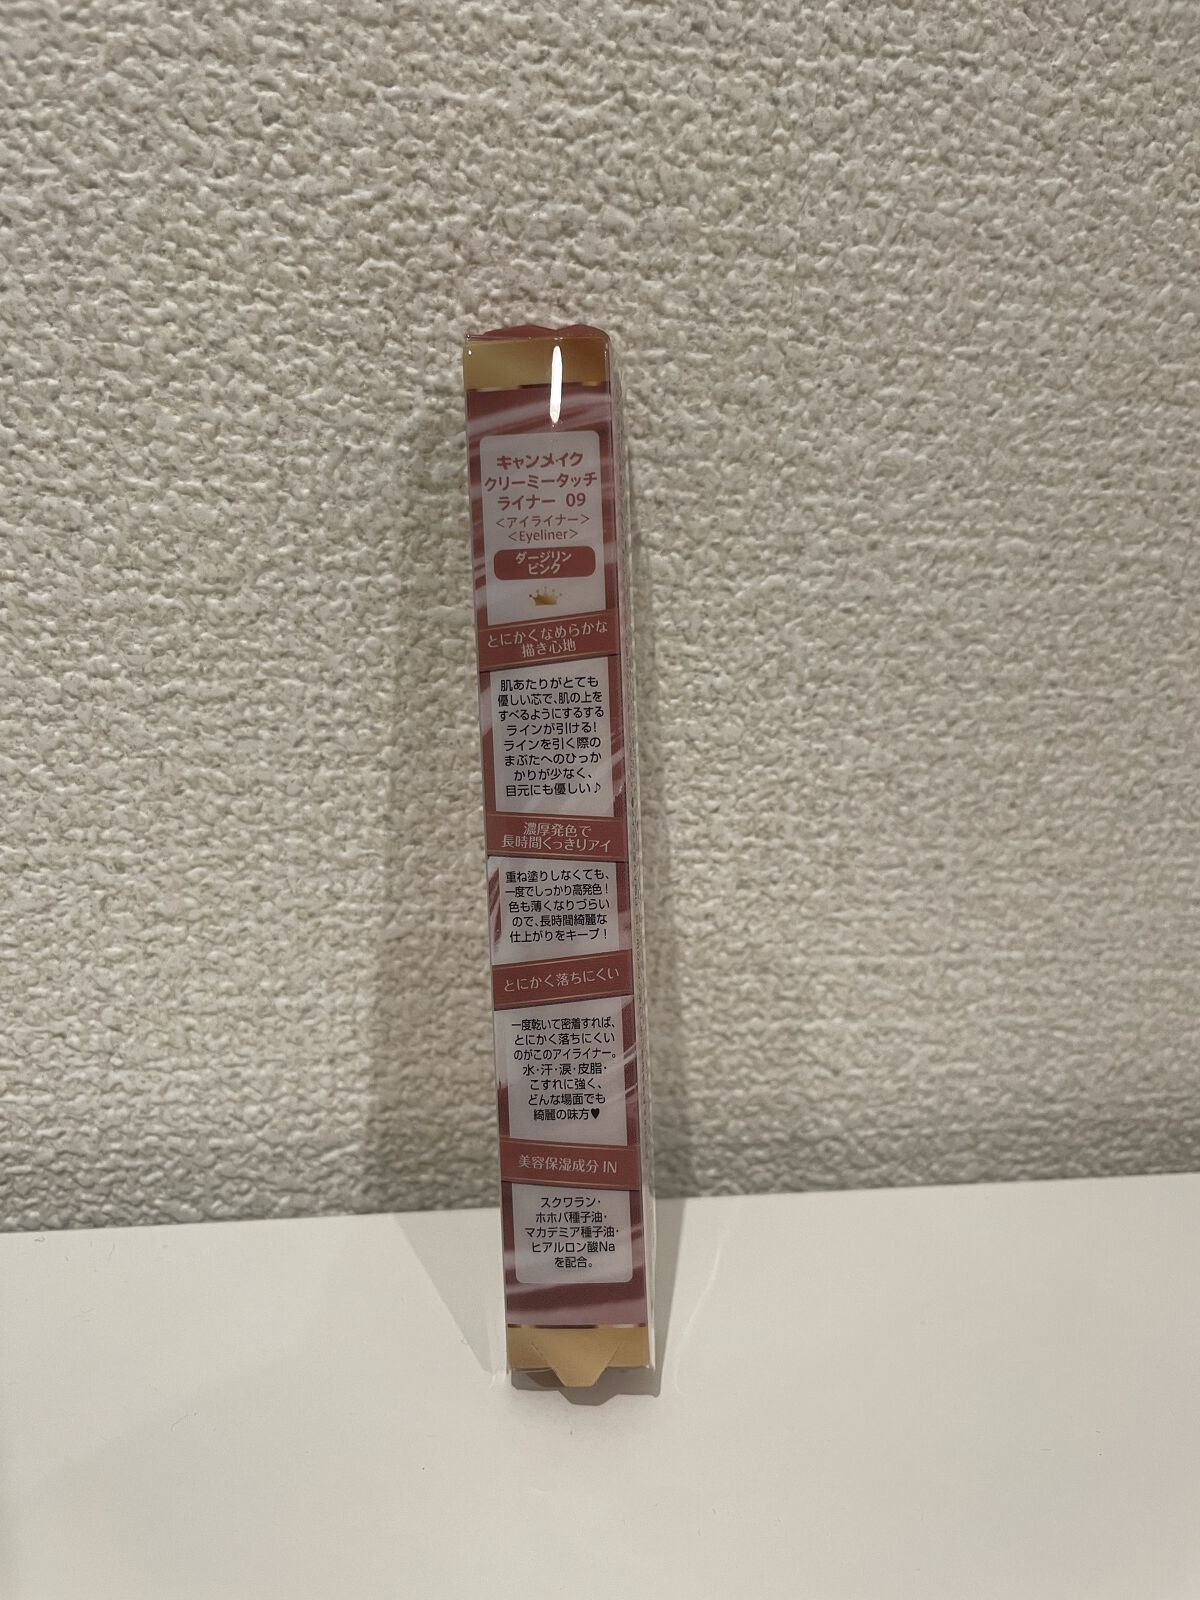 キャンメイク
クリーミータッチ
ライナー 09
<アイライナー>
<Eyeliner>
ダージリン
ピンク
とにかくなめらかな
描き心地
肌あたりがとても
優しい芯で、肌の上を
すべるようにするする
ラインが引ける!
ラインを引く際の
まぶたへのひっか
かりが少なく、
目元にも優しい♪
濃厚発色で
長時間くっきりアイ
重ね塗りしなくても、
一度でしっかり高発色!
色も薄くなりづらい
ので、長時間綺麗な
仕上がりをキープ!
とにかく落ちにくい
一度乾いて密着すれば、
とにかく落ちにくい
のがこのアイライナー。
水・汗・涙・皮脂・
こすれに強く、
どんな場面でも
綺麗の味方♥
美容保湿成分 IN
スクワラン・
ホホバ種子油・
マカデミア種子油・
ヒアルロン酸Na
を配合。